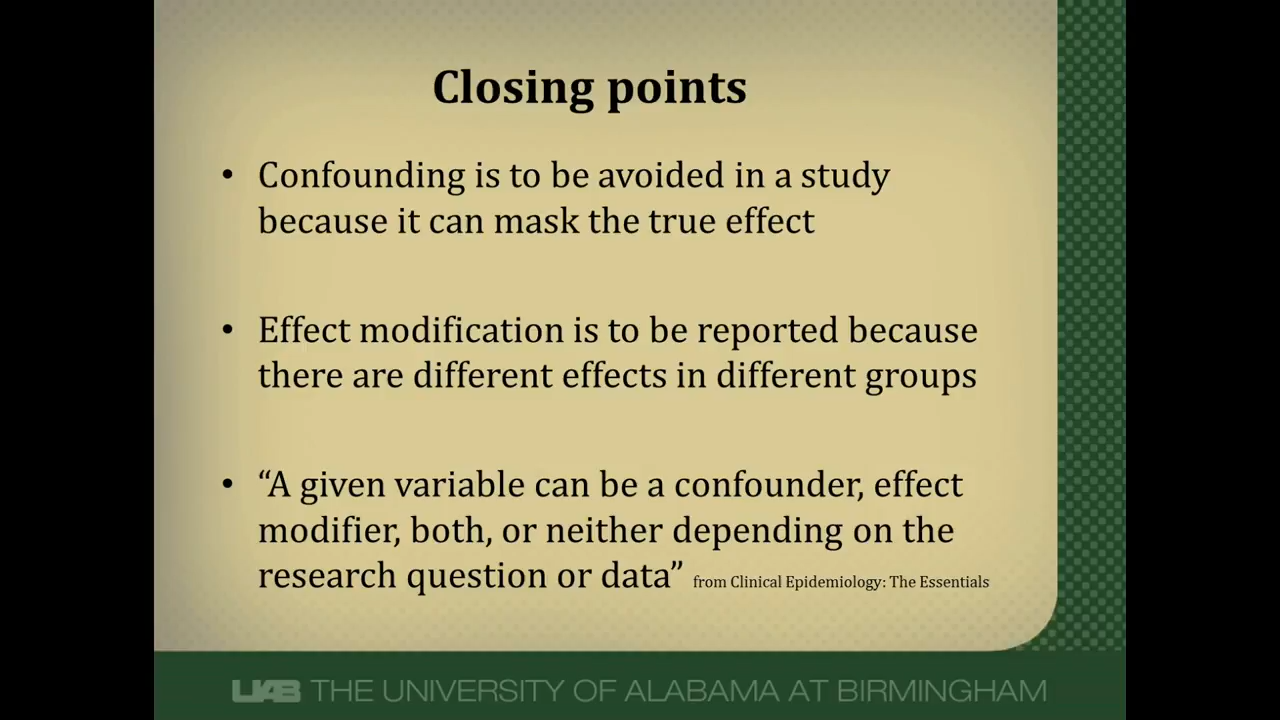 Closing points
• Confounding is to be avoided in a study
because it can mask the true effect
• Effect modification is to be reported because
there are different effects in different groups
• “A given variable can be a confounder, effect
modifier, both, or neither depending on the
research question or data” from Clinical Epidemiology: The Essentials
UAB THE UNIVERSITY OF ALABAMA AT BIRMINGHAM